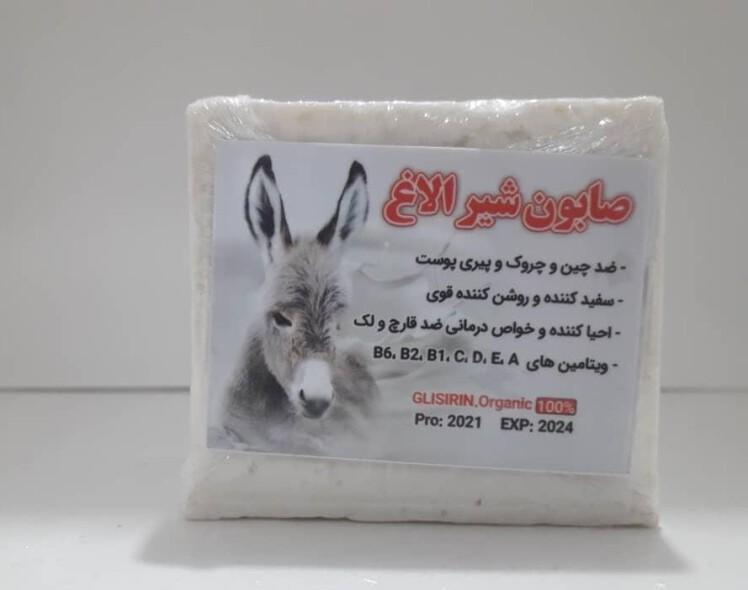 صابون شیر الاغ
- ضد چین و چروک و پیری پوست
- سفید کننده و روشن کننده قوی
- احیا کننده و خواص درمانی ضد قارچ و لک
- ویتامین های B6، B2، B1، C، D، E، A
GLISIRIN.Organic 100%
Pro: 2021 EXP: 2024